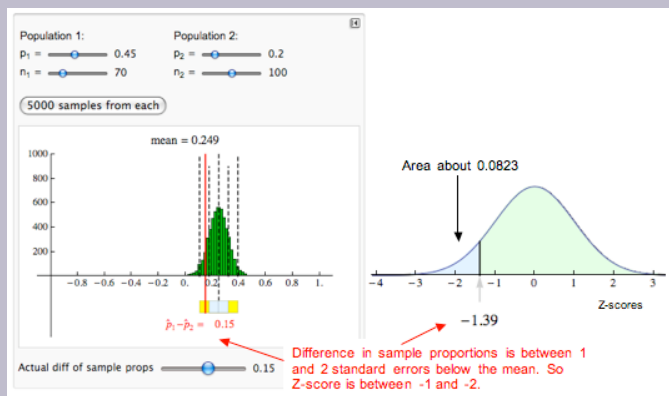 Population 1:
Population 2:
p₁ = 0.45
p₂ = 0.2
n₁ = 70
n₂ = 100
5000 samples from each
mean = 0.249
1000
800
600
400
200
−0.8 −0.6 −0.4 −0.2 0. 0.2 0.4 0.6 0.8 1.
p̂₁−p̂₂ = 0.15
Actual diff of sample props 0.15
Area about 0.0823
−4 −3 −2 −1 0 1 2 3
Z-scores
−1.39
Difference in sample proportions is between 1
and 2 standard errors below the mean. So
Z-score is between -1 and -2.